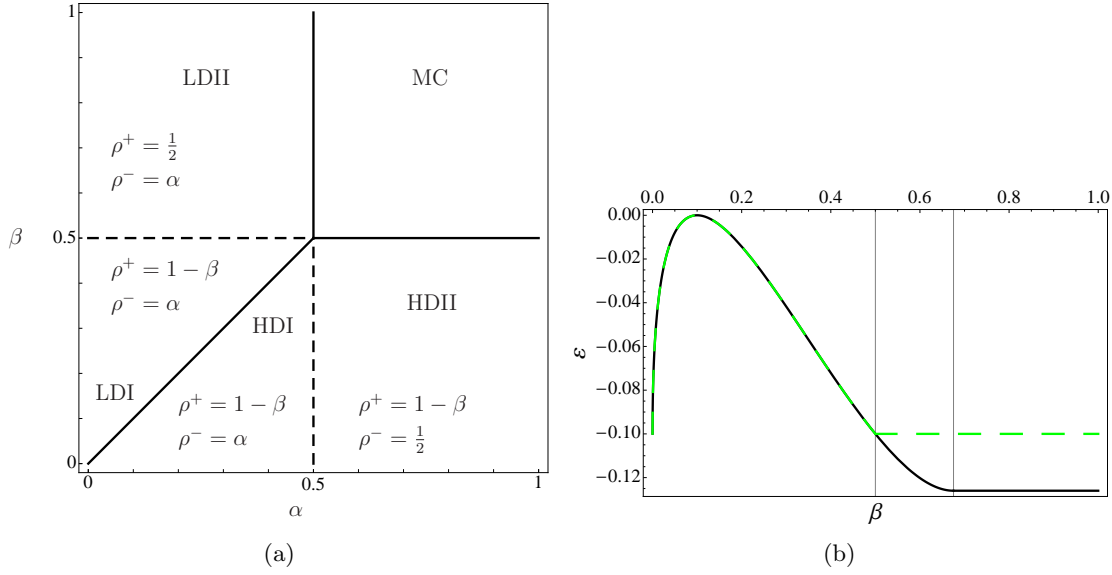 1
LDII
MC
ρ⁺ = 1/2
ρ⁻ = α
β
0.5
ρ⁺ = 1 − β
ρ⁻ = α
HDI
HDII
LDI
ρ⁺ = 1 − β
ρ⁻ = α
ρ⁺ = 1 − β
ρ⁻ = 1/2
0
0
0.5
1
α
(a)
0.0 0.2 0.4 0.6 0.8 1.0
0.00
−0.02
−0.04
−0.06
−0.08
−0.10
−0.12
ε
β
(b)